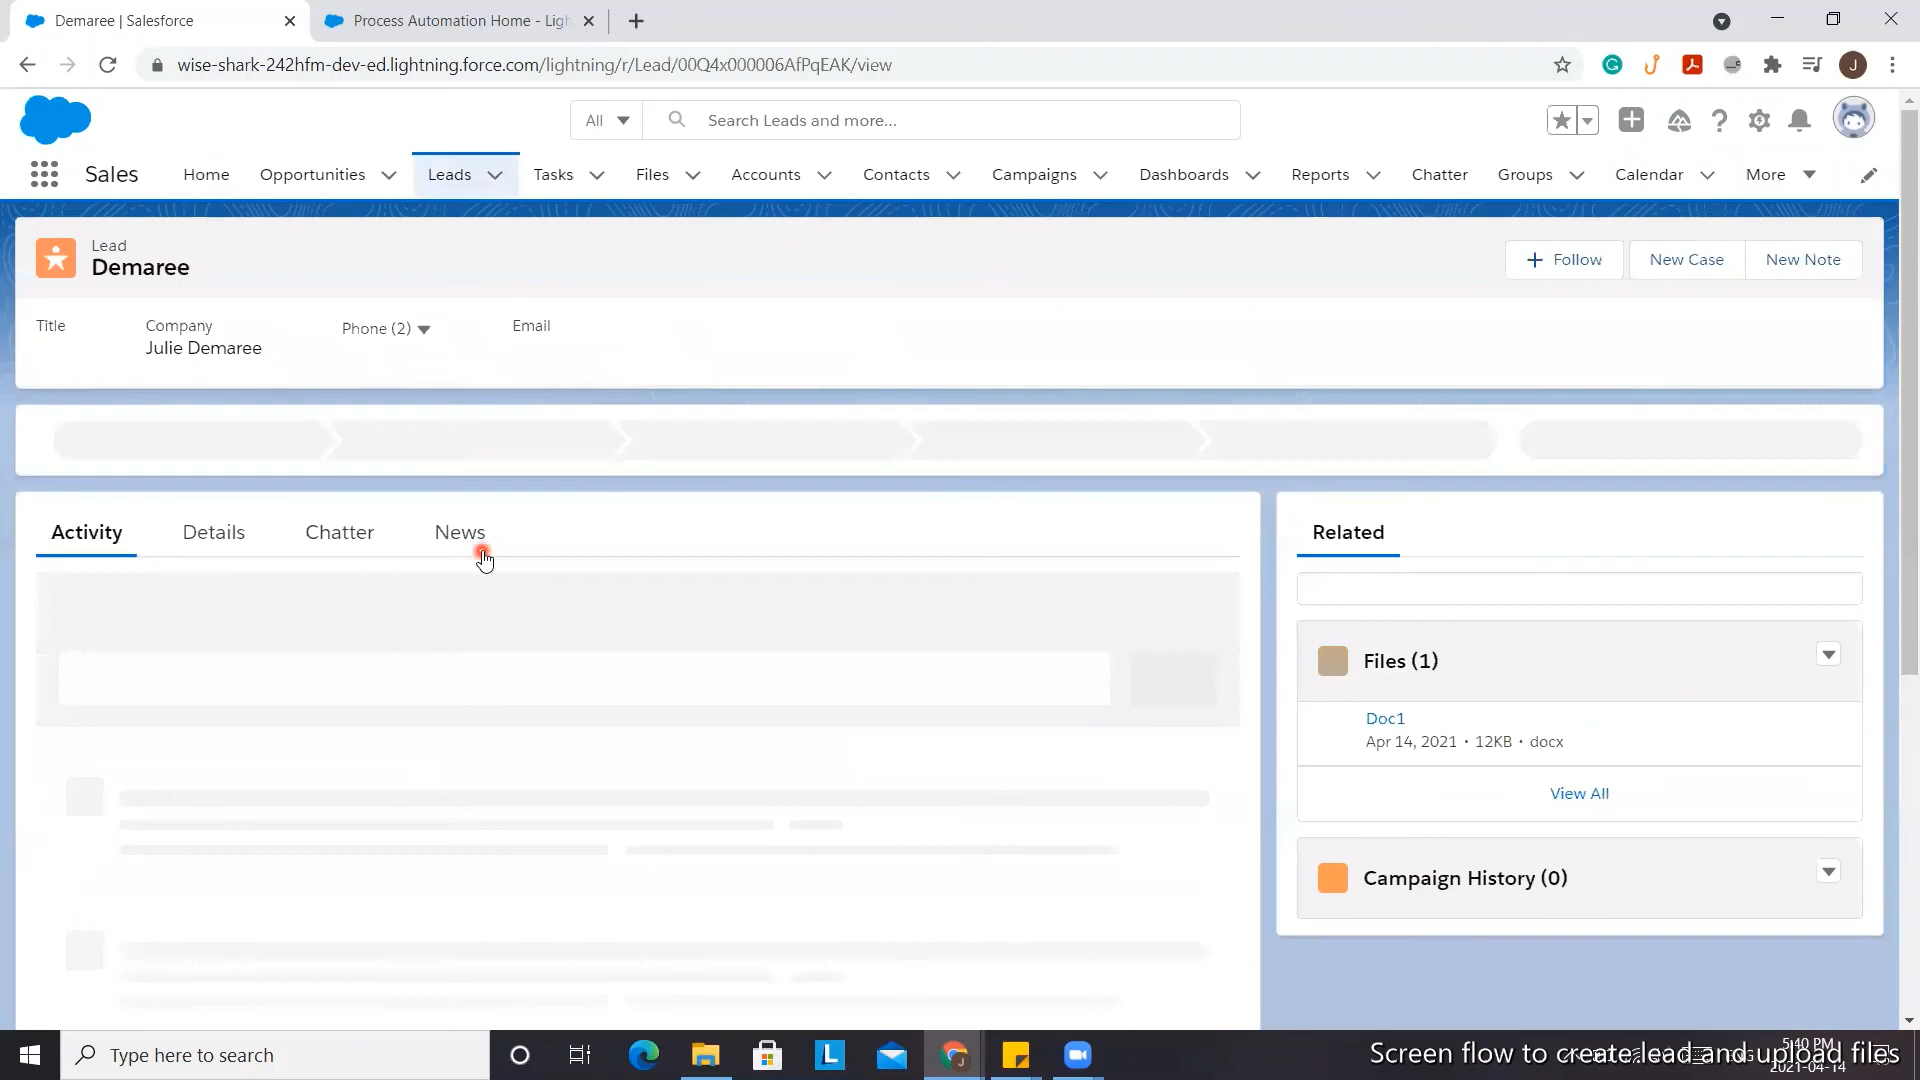 Demaree | Salesforce
Process Automation Home - Ligh
wise-shark-242hfm-dev-ed.lightning.force.com/lightning/r/Lead/00Q4x000006AfPqEAK/view
J
All
Search Leads and more...
Sales
Home
Opportunities
Leads
Tasks
Files
Accounts
Contacts
Campaigns
Dashboards
Reports
Chatter
Groups
Calendar
More
Lead
Demaree
Follow
New Case
New Note
Title
Company
Phone (2)
Email
Julie Demaree
Activity
Details
Chatter
News
Related
Files (1)
Doc1
Apr 14, 2021 • 12KB • docx
View All
Campaign History (0)
Type here to search
Screen flow to create lead and upload files
5:40 PM
2021-04-14